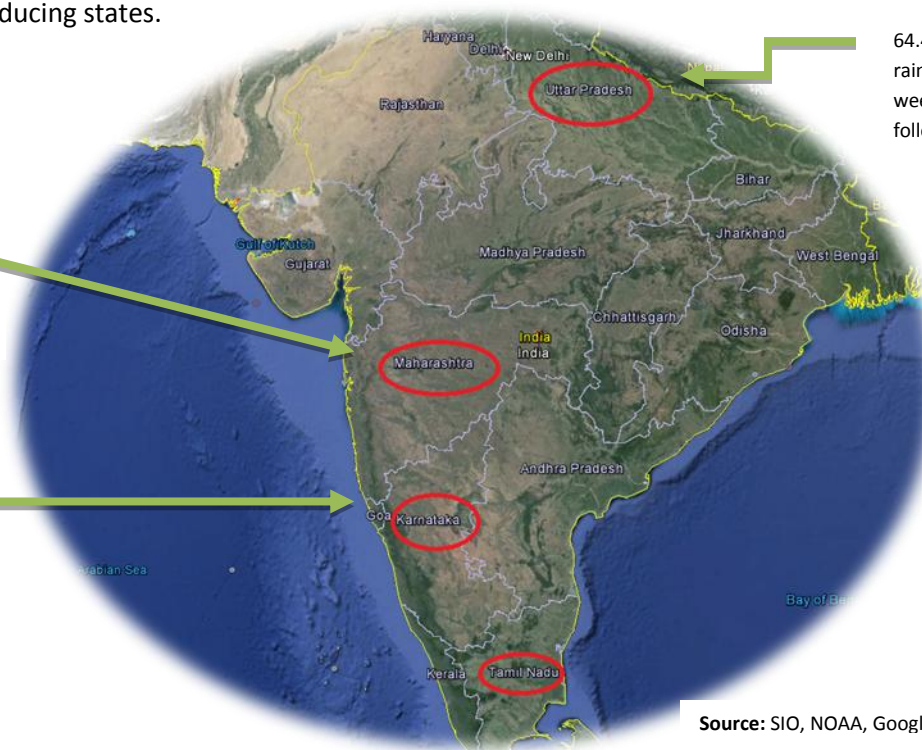 ducing states.
64.
rain
wee
foll
Haryana
Delhi
New Delhi
Uttar Pradesh
Rajasthan
Bihar
Jharkhand
West Bengal
Gulf of Kutch
Gujarat
Madhya Pradesh
Chhattisgarh
Odisha
India
India
Maharashtra
Andhra Pradesh
Goa
Karnataka
Arabian Sea
Bay of Be
Kerala
Tamil Nadu
Source: SIO, NOAA, Googl